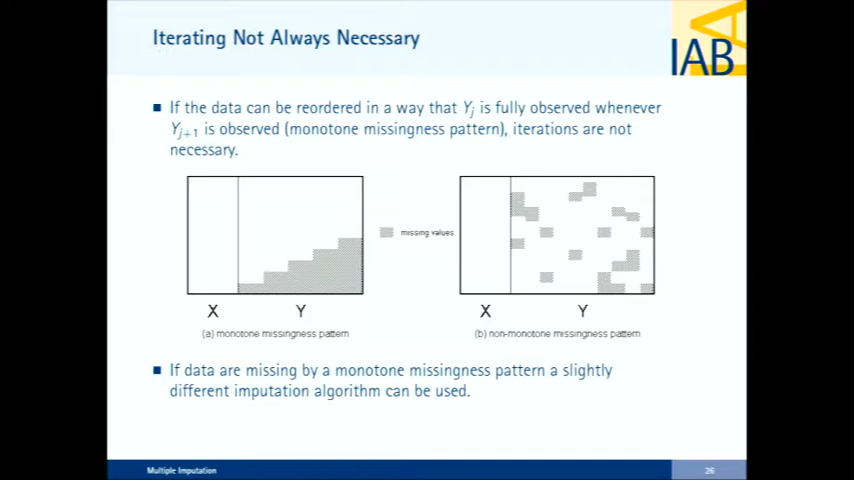 Iterating Not Always Necessary
IAB
If the data can be reordered in a way that Yj is fully observed whenever
Yj+1 is observed (monotone missingness pattern), iterations are not
necessary.
missing values
X Y
X Y
(a) monotone missingness pattern
(b) non-monotone missingness pattern
If data are missing by a monotone missingness pattern a slightly
different imputation algorithm can be used.
Multiple Imputation
26